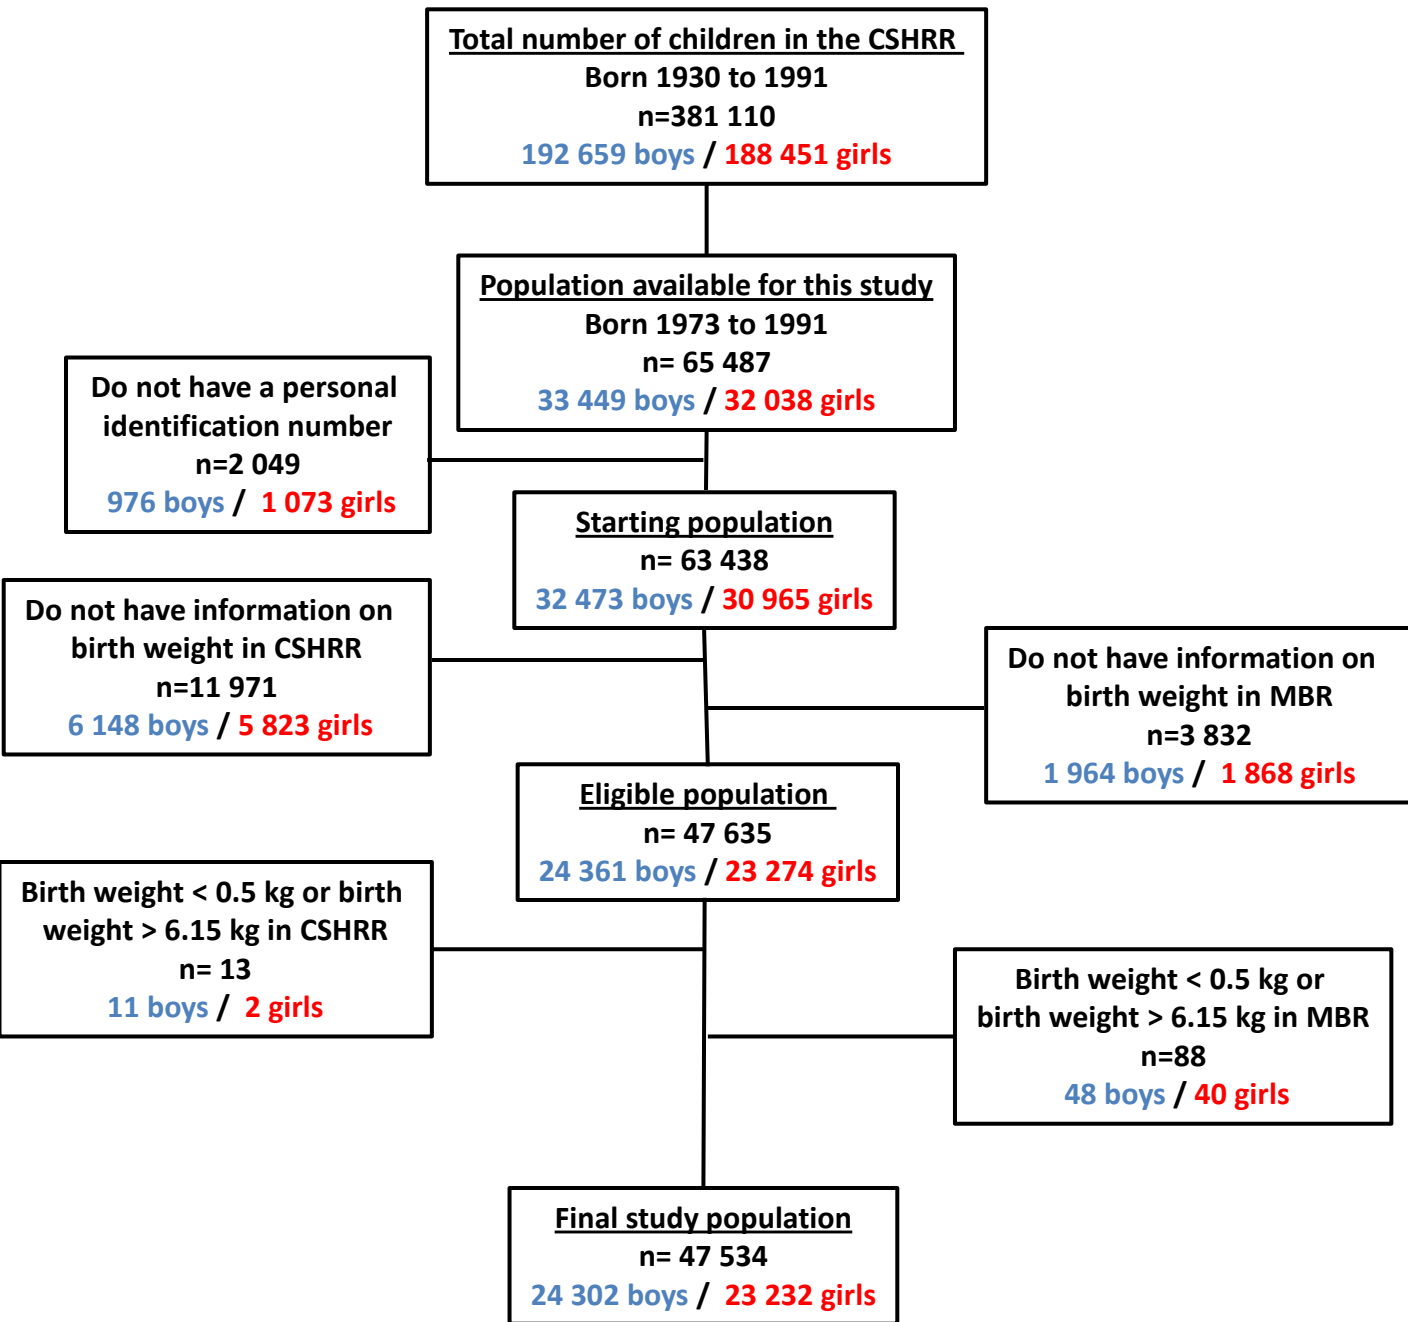 Total number of children in the CSHRR
Born 1930 to 1991
n=381 110
192 659 boys / 188 451 girls
Population available for this study
Born 1973 to 1991
n= 65 487
33 449 boys / 32 038 girls
Do not have a personal
identification number
n=2 049
976 boys / 1 073 girls
Starting population
n= 63 438
32 473 boys / 30 965 girls
Do not have information on
birth weight in CSHRR
n=11 971
6 148 boys / 5 823 girls
Do not have information on
birth weight in MBR
n=3 832
1 964 boys / 1 868 girls
Eligible population
n= 47 635
24 361 boys / 23 274 girls
Birth weight < 0.5 kg or birth
weight > 6.15 kg in CSHRR
n= 13
11 boys / 2 girls
Birth weight < 0.5 kg or
birth weight > 6.15 kg in MBR
n=88
48 boys / 40 girls
Final study population
n= 47 534
24 302 boys / 23 232 girls